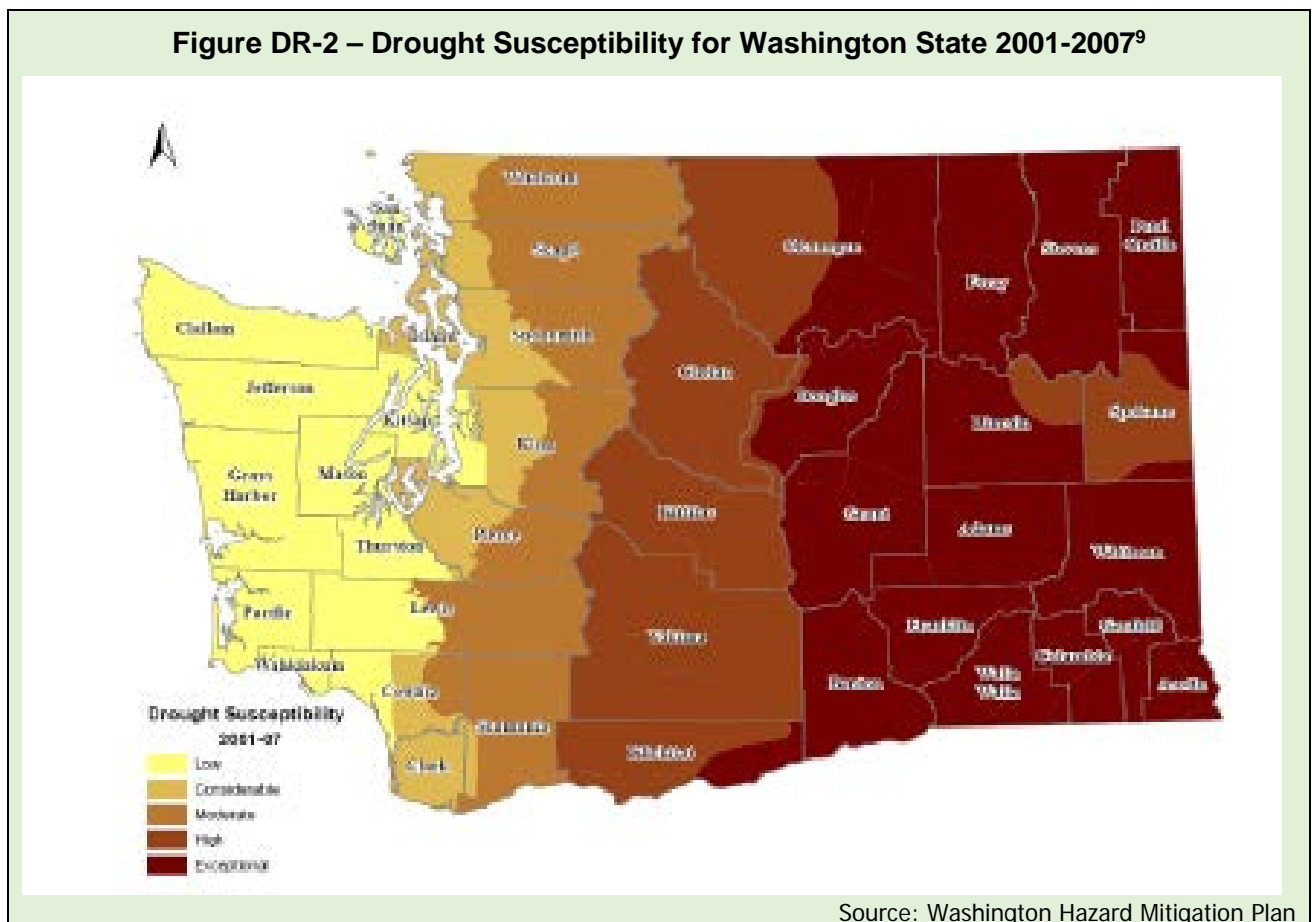 Figure DR-2 – Drought Susceptibility for Washington State 2001-2007⁹
Whatcom
San
Juan
Skagit
Okanogan
Ferry
Stevens
Pend
Oreille
Clallam
Island
Snohomish
Chelan
Jefferson
Kitsap
Douglas
Lincoln
Spokane
King
Grays
Harbor
Mason
Kittitas
Grant
Adams
Whitman
Thurston
Pierce
Pacific
Lewis
Yakima
Franklin
Garfield
Wahkiakum
Cowlitz
Benton
Walla
Walla
Columbia
Asotin
Skamania
Klickitat
Clark
Drought Susceptibility
2001-07
Low
Considerable
Moderate
High
Exceptional
Source: Washington Hazard Mitigation Plan